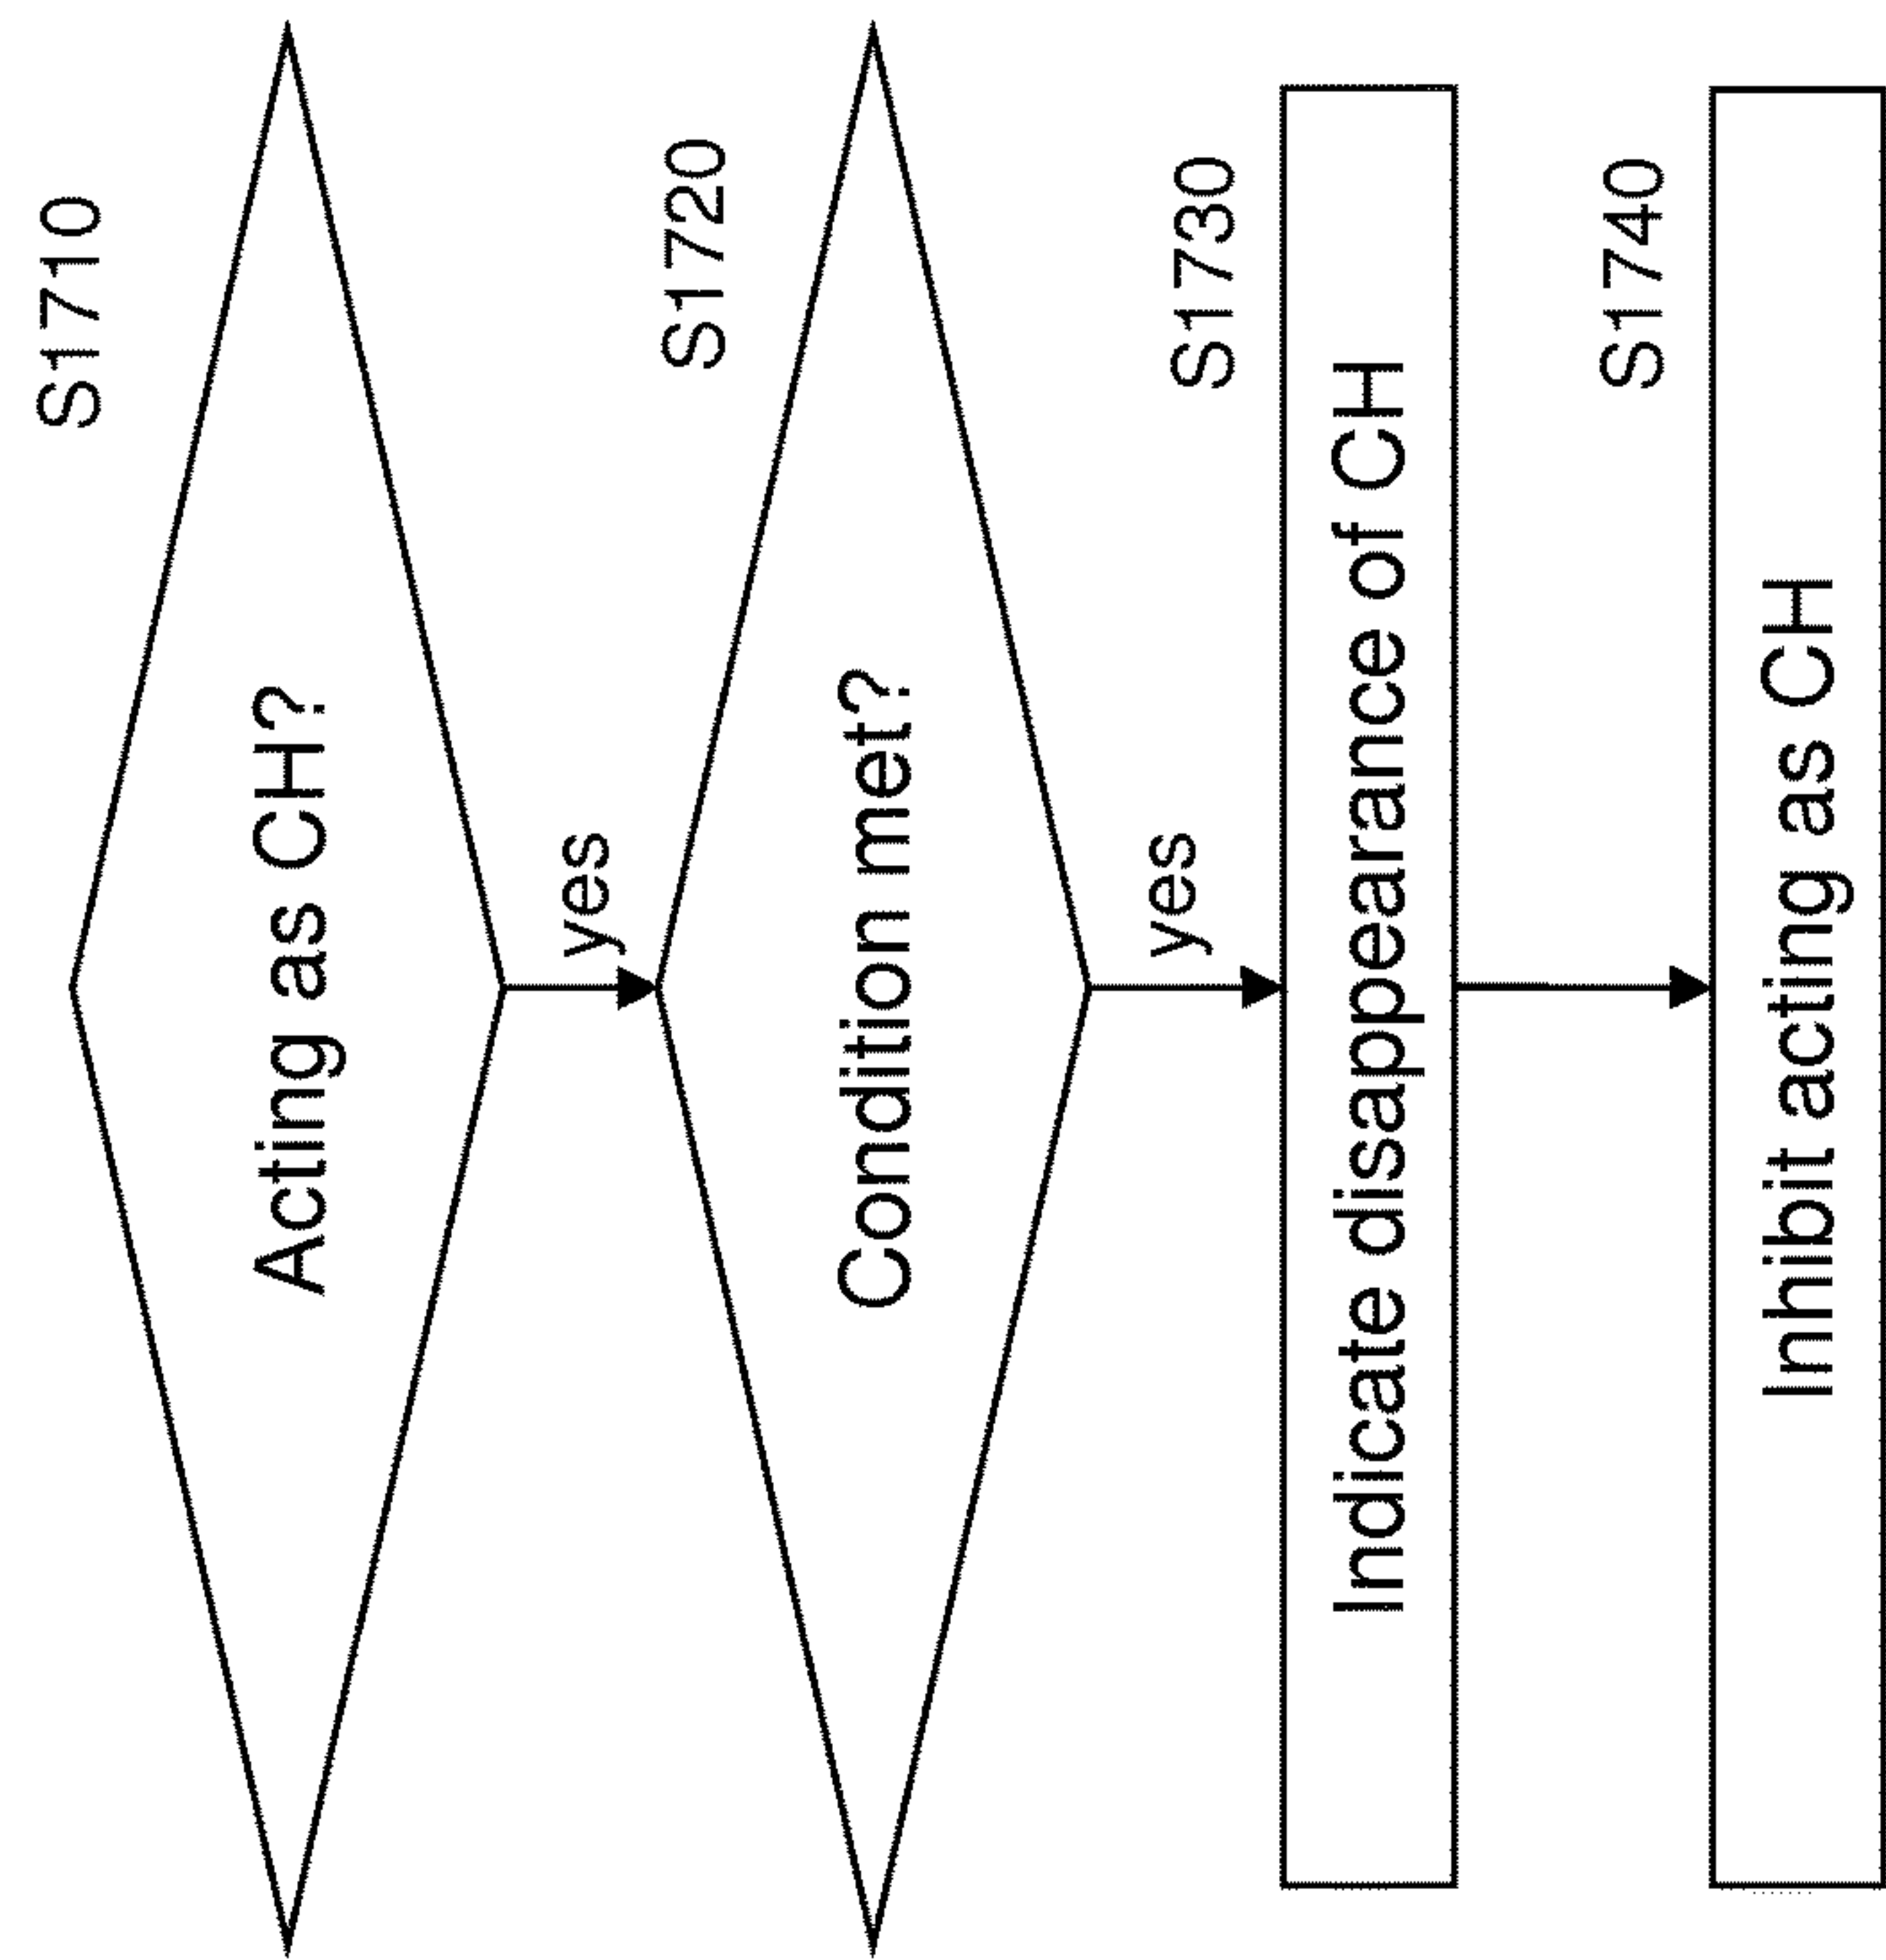 S1710
Acting as CH?
yes
S1720
Condition met?
yes
S1730
Indicate disappearance of CH
S1740
Inhibit acting as CH